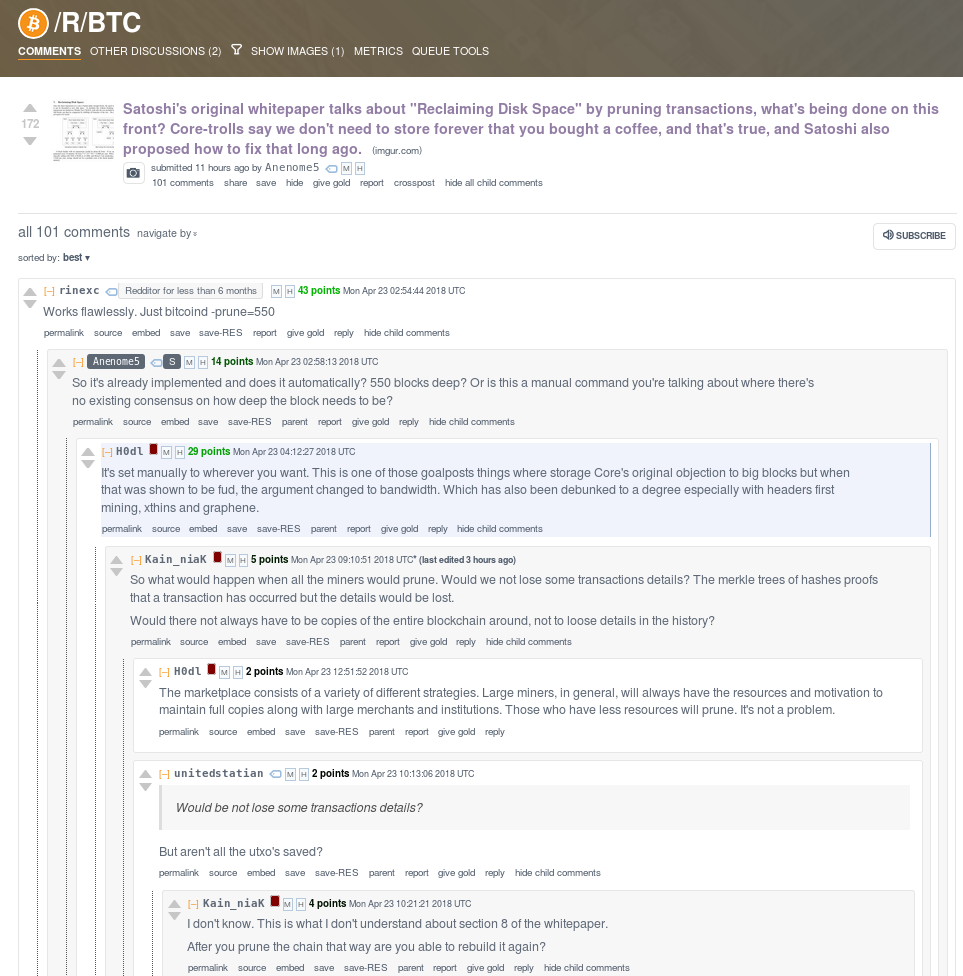 /R/BTC
COMMENTS OTHER DISCUSSIONS (2) SHOW IMAGES (1) METRICS QUEUE TOOLS
172
Satoshi's original whitepaper talks about "Reclaiming Disk Space" by pruning transactions, what's being done on this
front? Core-trolls say we don't need to store forever that you bought a coffee, and that's true, and Satoshi also
proposed how to fix that long ago. (imgur.com)
submitted 11 hours ago by Anenome5 M H
101 comments share save hide give gold report crosspost hide all child comments
all 101 comments navigate by
SUBSCRIBE
sorted by: best ▾
[–] rinexc Redditor for less than 6 months M H 43 points Mon Apr 23 02:54:44 2018 UTC
Works flawlessly. Just bitcoind -prune=550
permalink source embed save save-RES report give gold reply hide child comments
[–] Anenome5 S M H 14 points Mon Apr 23 02:58:13 2018 UTC
So it's already implemented and does it automatically? 550 blocks deep? Or is this a manual command you're talking about where there's
no existing consensus on how deep the block needs to be?
permalink source embed save save-RES parent report give gold reply hide child comments
[–] H0dl M H 29 points Mon Apr 23 04:12:27 2018 UTC
It's set manually to wherever you want. This is one of those goalposts things where storage Core's original objection to big blocks but when
that was shown to be fud, the argument changed to bandwidth. Which has also been debunked to a degree especially with headers first
mining, xthins and graphene.
permalink source embed save save-RES parent report give gold reply hide child comments
[–] Kain_niaK M H 5 points Mon Apr 23 09:10:51 2018 UTC* (last edited 3 hours ago)
So what would happen when all the miners would prune. Would we not lose some transactions details? The merkle trees of hashes proofs
that a transaction has occurred but the details would be lost.
Would there not always have to be copies of the entire blockchain around, not to loose details in the history?
permalink source embed save save-RES parent report give gold reply hide child comments
[–] H0dl M H 2 points Mon Apr 23 12:51:52 2018 UTC
The marketplace consists of a variety of different strategies. Large miners, in general, will always have the resources and motivation to
maintain full copies along with large merchants and institutions. Those who have less resources will prune. It's not a problem.
permalink source embed save save-RES parent report give gold reply
[–] unitedstatian M H 2 points Mon Apr 23 10:13:06 2018 UTC
Would be not lose some transactions details?
But aren't all the utxo's saved?
permalink source embed save save-RES parent report give gold reply hide child comments
[–] Kain_niaK M H 4 points Mon Apr 23 10:21:21 2018 UTC
I don't know. This is what I don't understand about section 8 of the whitepaper.
After you prune the chain that way are you able to rebuild it again?
permalink source embed save save-RES parent report give gold reply hide child comments